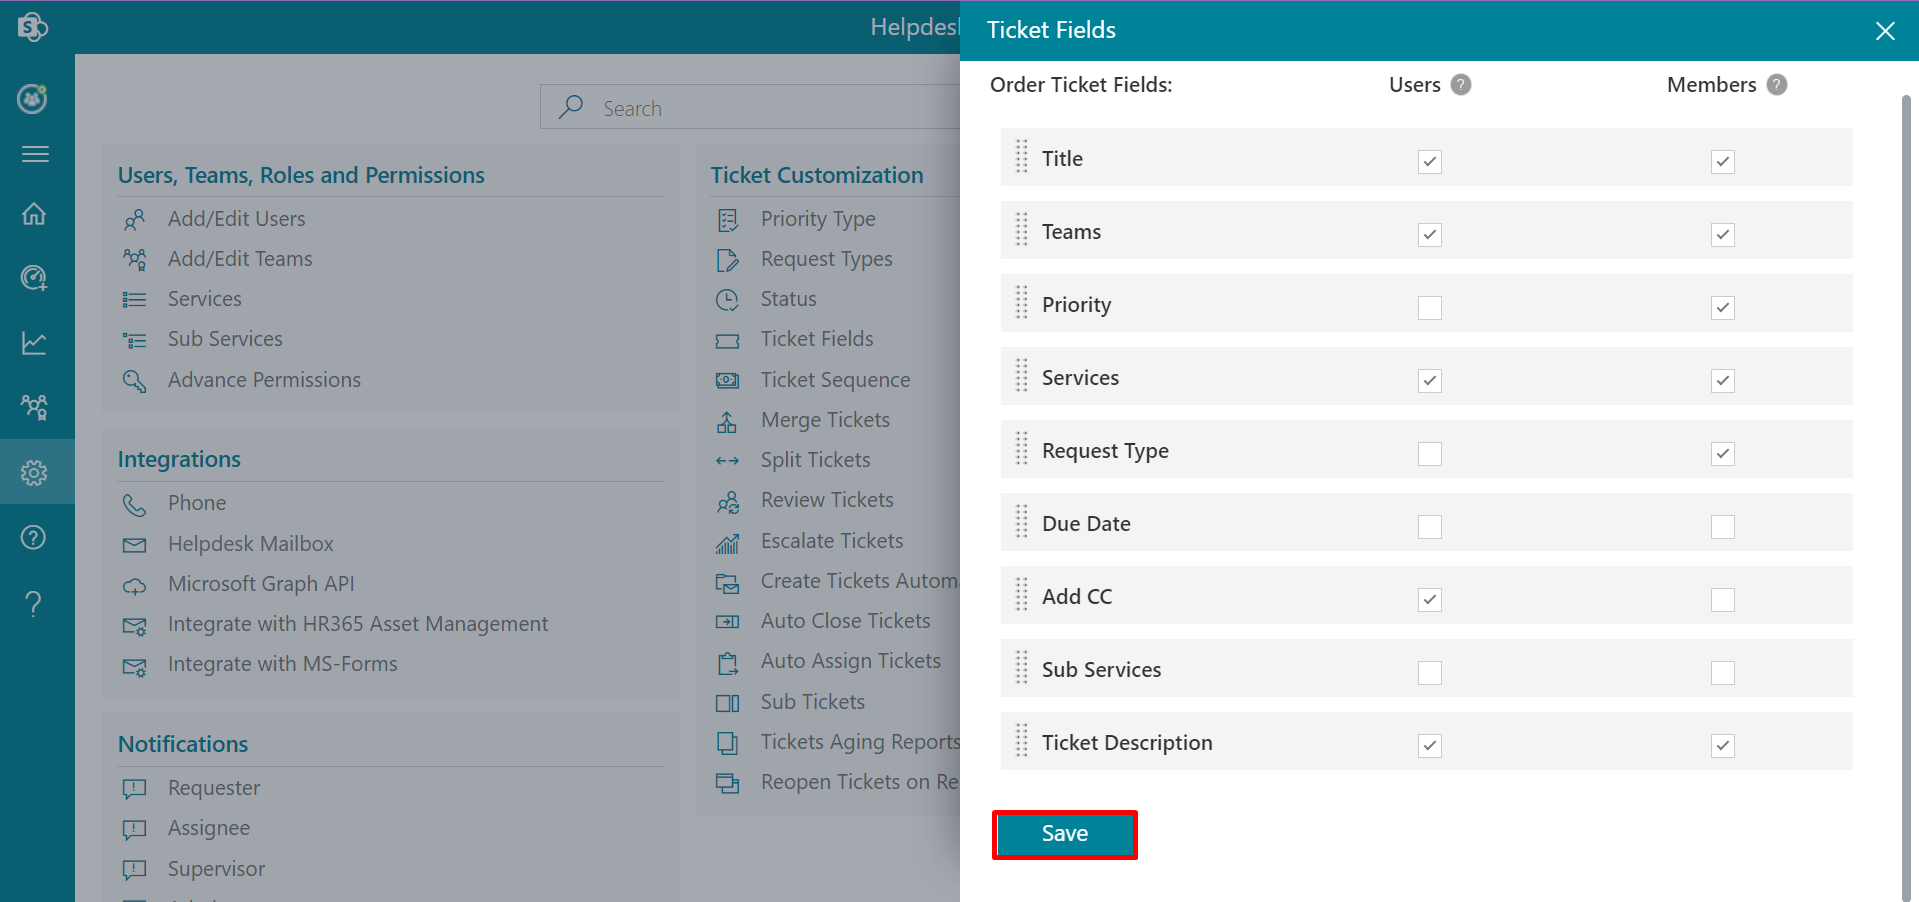 S
Helpdesk
Search
Users, Teams, Roles and Permissions
Add/Edit Users
Add/Edit Teams
Services
Sub Services
Advance Permissions
Integrations
Phone
Helpdesk Mailbox
Microsoft Graph API
Integrate with HR365 Asset Management
Integrate with MS-Forms
Notifications
Requester
Assignee
Supervisor
Ticket Customization
Priority Type
Request Types
Status
Ticket Fields
Ticket Sequence
Merge Tickets
Split Tickets
Review Tickets
Escalate Tickets
Create Tickets Autom
Auto Close Tickets
Auto Assign Tickets
Sub Tickets
Tickets Aging Reports
Reopen Tickets on Re
Ticket Fields
Order Ticket Fields: Users ? Members ?
Title
Teams
Priority
Services
Request Type
Due Date
Add CC
Sub Services
Ticket Description
Save